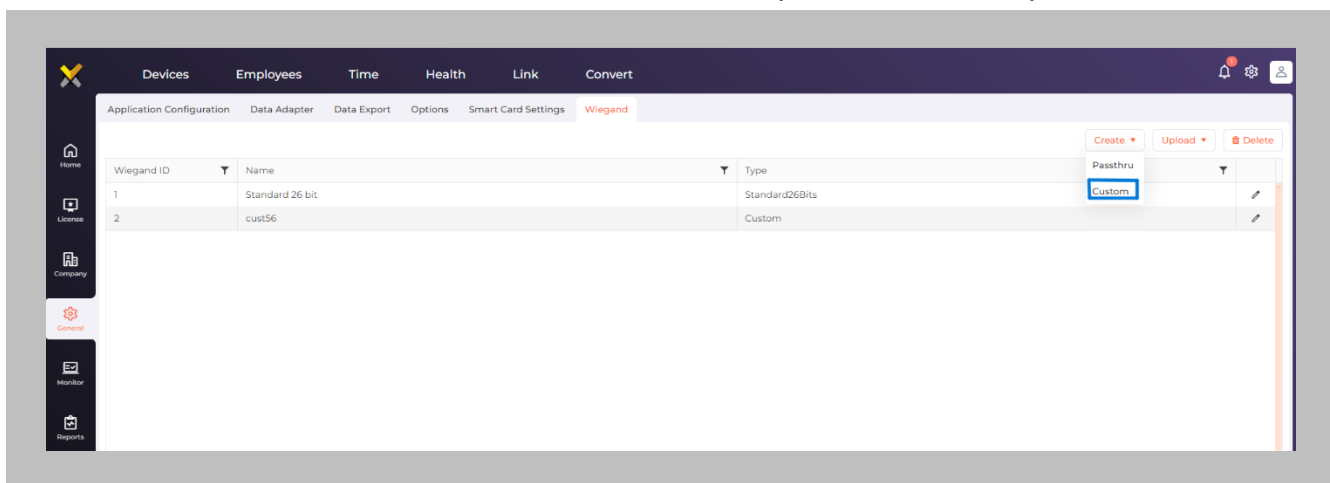 Devices Employees Time Health Link Convert 1
Application Configuration Data Adapter Data Export Options Smart Card Settings Wiegand
Create Upload Delete
Home
Wiegand ID Name Type
Passthru
1 Standard 26 bit Standard26Bits
Custom
License
2 cust56 Custom
Company
General
Monitor
Reports